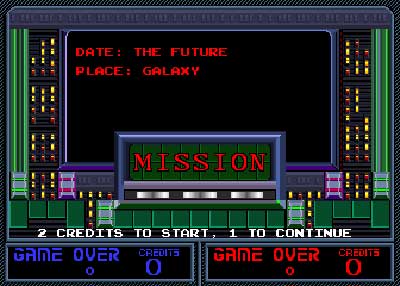 DATE: THE FUTURE
PLACE: GALAXY
MISSION
2 CREDITS TO START, 1 TO CONTINUE
GAME OVER CREDITS GAME OVER CREDITS
0 0 0 0